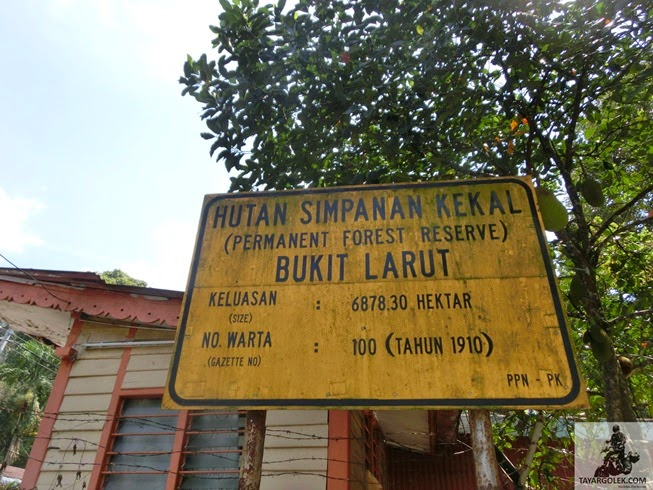 HUTAN SIMPANAN KEKAL
(PERMANENT FOREST RESERVE)
BUKIT LARUT
KELUASAN : 6878.30 HEKTAR
(SIZE)
NO. WARTA : 100 (TAHUN 1910)
(GAZETTE NO)
PPN - PK
TAYARGOLEK.COM